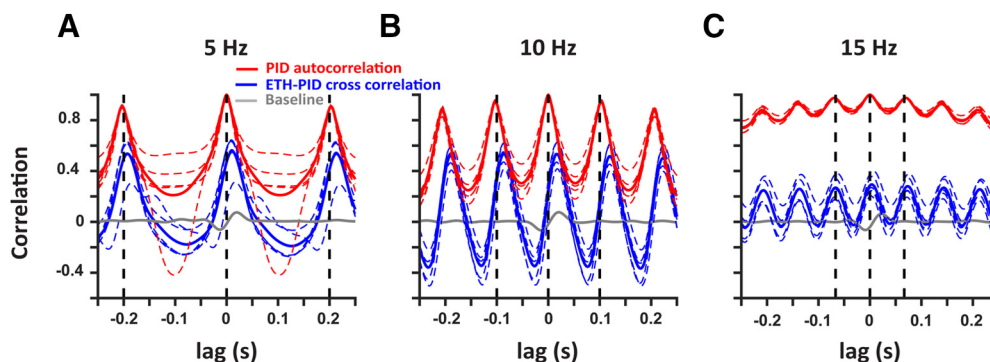 A
5 Hz
B
10 Hz
C
15 Hz
PID autocorrelation
ETH-PID cross correlation
Baseline
Correlation
0.8
0.4
0
-0.4
-0.2 -0.1 0 0.1 0.2
-0.2 -0.1 0 0.1 0.2
-0.2 -0.1 0 0.1 0.2
lag (s)
lag (s)
lag (s)